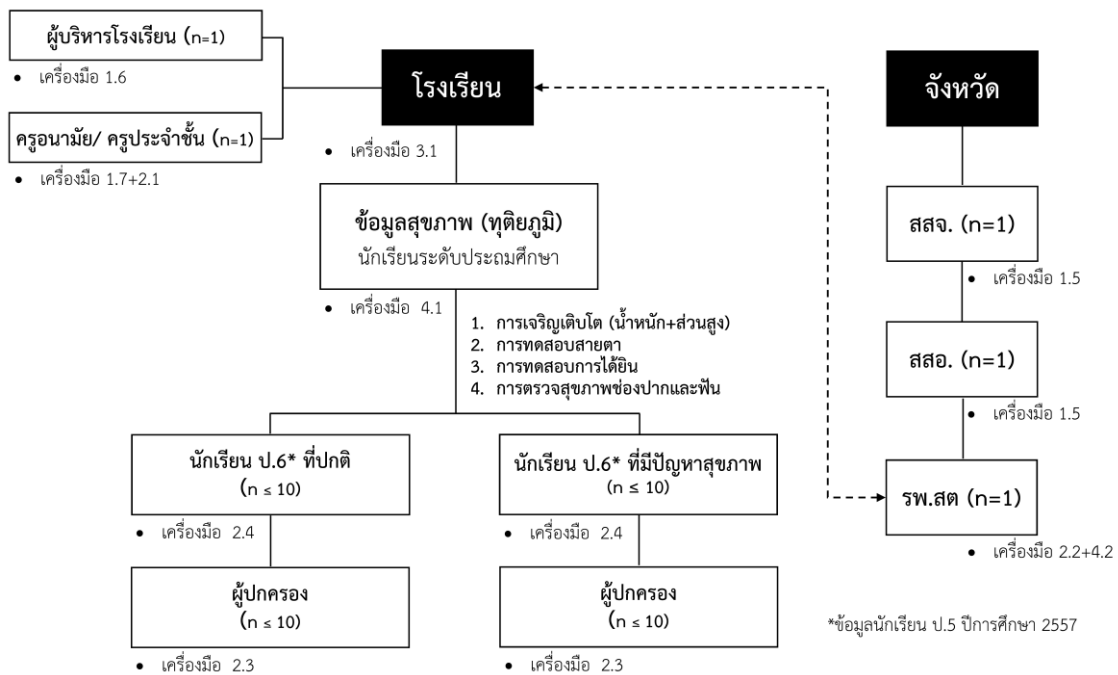 ผู้บริหารโรงเรียน (n=1)
• เครื่องมือ 1.6
ครูอนามัย/ ครูประจำชั้น (n=1)
• เครื่องมือ 1.7+2.1
โรงเรียน
• เครื่องมือ 3.1
ข้อมูลสุขภาพ (ทุติยภูมิ)
นักเรียนระดับประถมศึกษา
• เครื่องมือ 4.1
1. การเจริญเติบโต (น้ำหนัก+ส่วนสูง)
2. การทดสอบสายตา
3. การทดสอบการได้ยิน
4. การตรวจสุขภาพช่องปากและฟัน
นักเรียน ป.6* ที่ปกติ
(n ≤ 10)
• เครื่องมือ 2.4
ผู้ปกครอง
(n ≤ 10)
• เครื่องมือ 2.3
นักเรียน ป.6* ที่มีปัญหาสุขภาพ
(n ≤ 10)
• เครื่องมือ 2.4
ผู้ปกครอง
(n ≤ 10)
• เครื่องมือ 2.3
จังหวัด
สสจ. (n=1)
• เครื่องมือ 1.5
สสอ. (n=1)
• เครื่องมือ 1.5
รพ.สต (n=1)
• เครื่องมือ 2.2+4.2
*ข้อมูลนักเรียน ป.5 ปีการศึกษา 2557